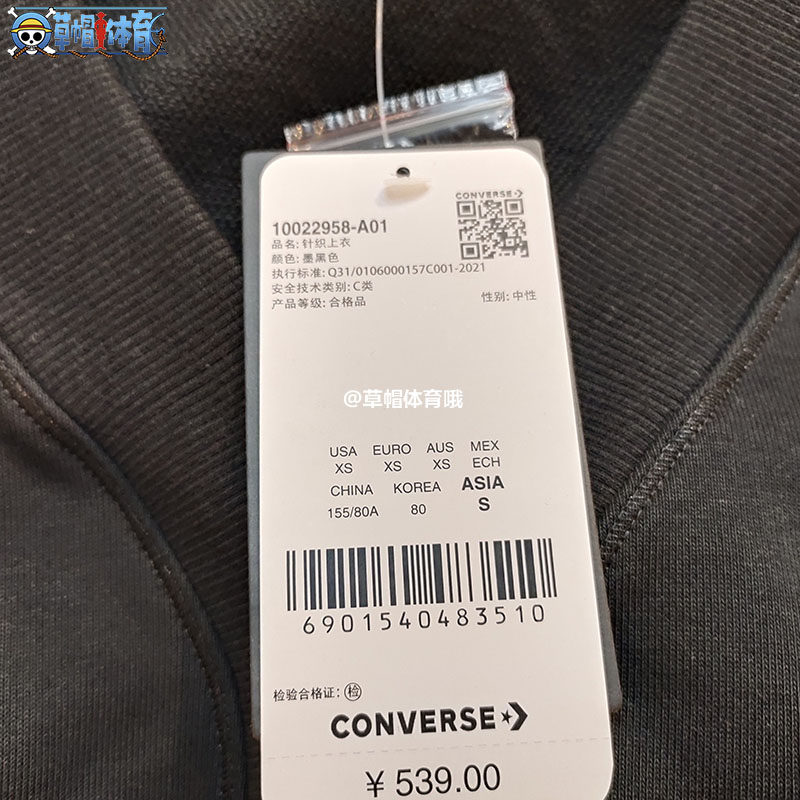 草帽体育
CONVERSE
10022958-A01
品名: 针织上衣
颜色: 墨黑色
执行标准: Q31/0106000157C001-2021
安全技术类别: C类
产品等级: 合格品
性别: 中性
@草帽体育哦
USA EURO AUS MEX
XS XS XS ECH
CHINA KOREA ASIA
155/80A 80 S
6901540483510
检验合格证: 检
CONVERSE
¥ 539.00